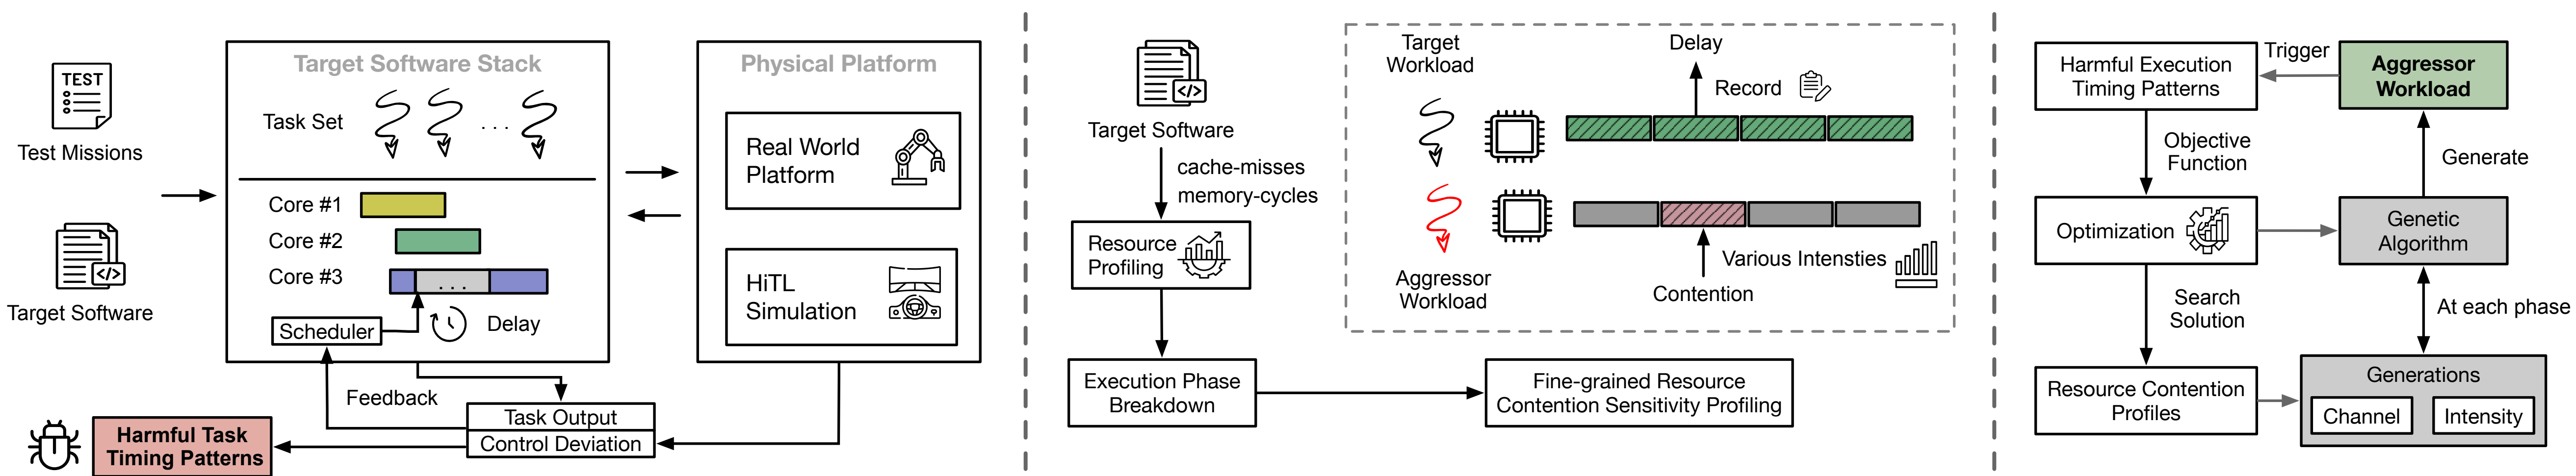 TEST
Test Missions
</>
Target Software
Target Software Stack
Task Set
...
Core #1
Core #2
Core #3
...
Scheduler
Delay
Feedback
Task Output
Control Deviation
Harmful Task
Timing Patterns
Physical Platform
Real World
Platform
HiTL
Simulation
</>
Target Software
cache-misses
memory-cycles
Resource
Profiling
Execution Phase
Breakdown
Fine-grained Resource
Contention Sensitivity Profiling
Target
Workload
Delay
Record
Aggressor
Workload
Various Intensties
Contention
Harmful Execution
Timing Patterns
Trigger
Aggressor
Workload
Objective
Function
Generate
Optimization
Genetic
Algorithm
Search
Solution
At each phase
Resource Contention
Profiles
Generations
Channel
Intensity